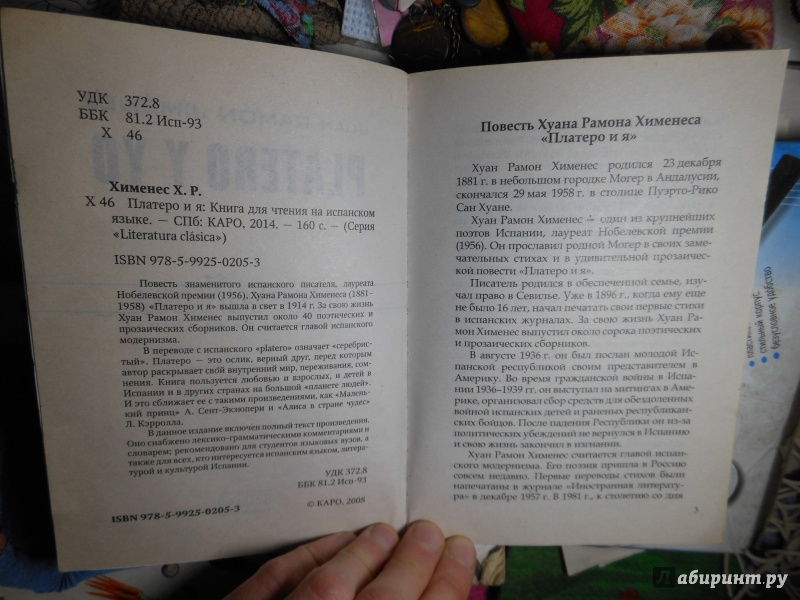 УДК 372.8
ББК 81.2 Исп-93
Х 46
Хименес Х. Р.
Х 46 Платеро и я: Книга для чтения на испанском
языке. — СПб: КАРО, 2014. — 160 с. — (Серия
«Literatura clásica»)
ISBN 978-5-9925-0205-3
Повесть знаменитого испанского писателя, лауреата
Нобелевской премии (1956), Хуана Рамона Хименеса (1881–
1958) «Платеро и я» вышла в свет в 1914 г. За свою жизнь
Хуан Рамон Хименес выпустил около 40 поэтических и
прозаических сборников. Он считается главой испанского
модернизма.
В переводе с испанского «platero» означает «серебрис-
тый». Платеро — это ослик, верный друг, перед которым
автор раскрывает свой внутренний мир, переживания, сом-
нения. Книга пользуется любовью и взрослых, и детей в
Испании и в других странах на большой «планете людей».
И это сближает ее с такими произведениями, как «Малень-
кий принц» А. Сент-Экзюпери и «Алиса в стране чудес»
Л. Кэрролла.
В данное издание включен полный текст произведения.
Оно снабжено лексико-грамматическими комментариями и
словарем; рекомендовано для студентов языковых вузов, а
также для всех, кто интересуется испанским языком, литера-
турой и культурой Испании.
УДК 372.8
ББК 81.2 Исп-93
© КАРО, 2008
ISBN 978-5-9925-0205-3
Повесть Хуана Рамона Хименеса
«Платеро и я»
Хуан Рамон Хименес родился 23 декабря
1881 г. в небольшом городке Могер в Андалусии,
скончался 29 мая 1958 г. в столице Пуэрто-Рико
Сан Хуане.
Хуан Рамон Хименес — один из крупнейших
поэтов Испании, лауреат Нобелевской премии
(1956). Он прославил родной Могер в своих заме-
чательных стихах и в удивительной прозаичес-
кой повести «Платеро и я».
Писатель родился в обеспеченной семье, изу-
чал право в Севилье. Уже в 1896 г., когда ему еще
не было 16 лет, начал печатать свои первые стихи
в испанских журналах. За свою жизнь Хуан Ра-
мон Хименес выпустил около сорока поэтических
и прозаических сборников.
В августе 1936 г. он был послан молодой Ис-
панской республикой своим представителем в
Америку. Во время гражданской войны в Испа-
нии 1936–1939 гг. он выступал на митингах в Аме-
рике, организовал сбор средств для обездоленных
войной испанских детей и раненых республикан-
ских бойцов. После падения Республики он из-за
политических убеждений не вернулся в Испанию
и свою жизнь закончил в изгнании.
Хуан Рамон Хименес считается главой испан-
ского модернизма. Его поэзия пришла в Россию
совсем недавно. Первые переводы стихов были
напечатаны в журнале «Иностранная литерату-
ра» в декабре 1957 г. В 1981 г., к столетию со дня
3
стильный корпус
безусловное удобство
Лабиринт.ру